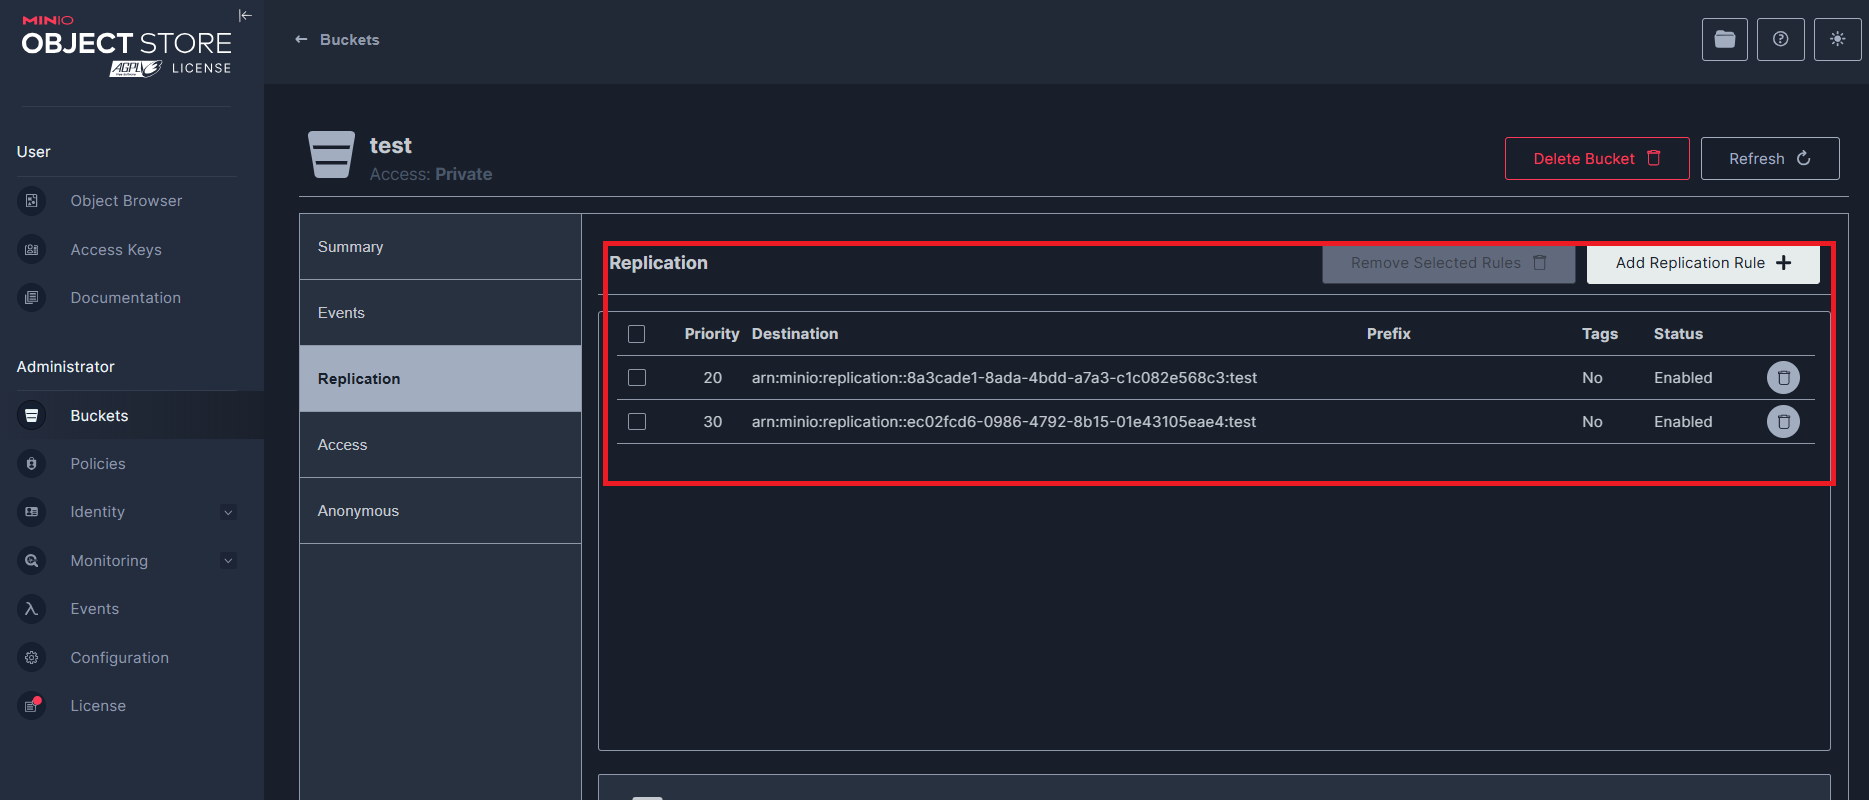 MINIO
OBJECT STORE
AGPLv3 LICENSE
User
Object Browser
Access Keys
Documentation
Administrator
Buckets
Policies
Identity
Monitoring
Events
Configuration
License
Buckets
test
Access: Private
Delete Bucket
Refresh
Summary
Events
Replication
Access
Anonymous
Replication
Remove Selected Rules
Add Replication Rule
Priority Destination Prefix Tags Status
20 arn:minio:replication::8a3cade1-8ada-4bdd-a7a3-c1c082e568c3:test No Enabled
30 arn:minio:replication::ec02fcd6-0986-4792-8b15-01e43105eae4:test No Enabled